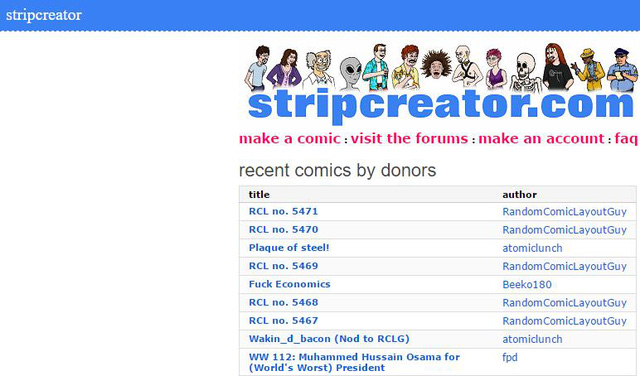 stripcreator
stripcreator.com
make a comic : visit the forums : make an account : faq
recent comics by donors
title author
RCL no. 5471 RandomComicLayoutGuy
RCL no. 5470 RandomComicLayoutGuy
Plaque of steel! atomiclunch
RCL no. 5469 RandomComicLayoutGuy
Fuck Economics Beeko180
RCL no. 5468 RandomComicLayoutGuy
RCL no. 5467 RandomComicLayoutGuy
Wakin_d_bacon (Nod to RCLG) atomiclunch
WW 112: Muhammed Hussain Osama for fpd
(World's Worst) President